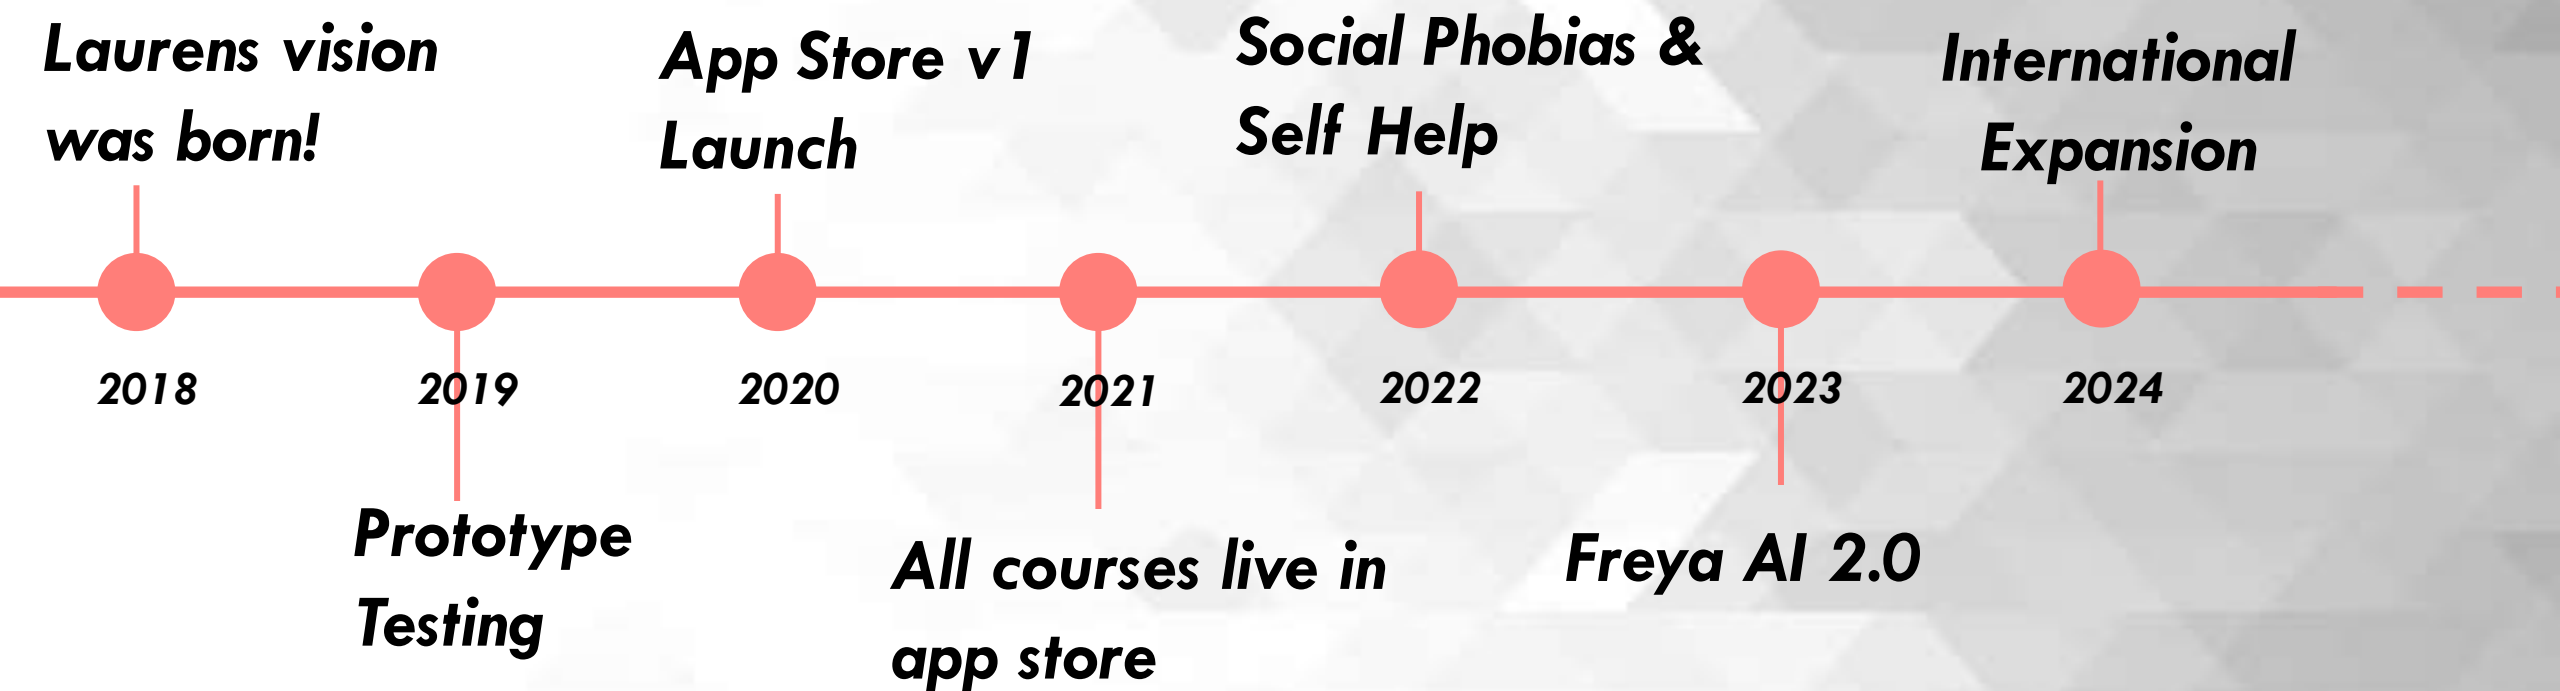 Laurens vision
was born!
App Store v1
Launch
Social Phobias &
Self Help
International
Expansion
2018
2019
2020
2021
2022
2023
2024
Prototype
Testing
All courses live in
app store
Freya AI 2.0